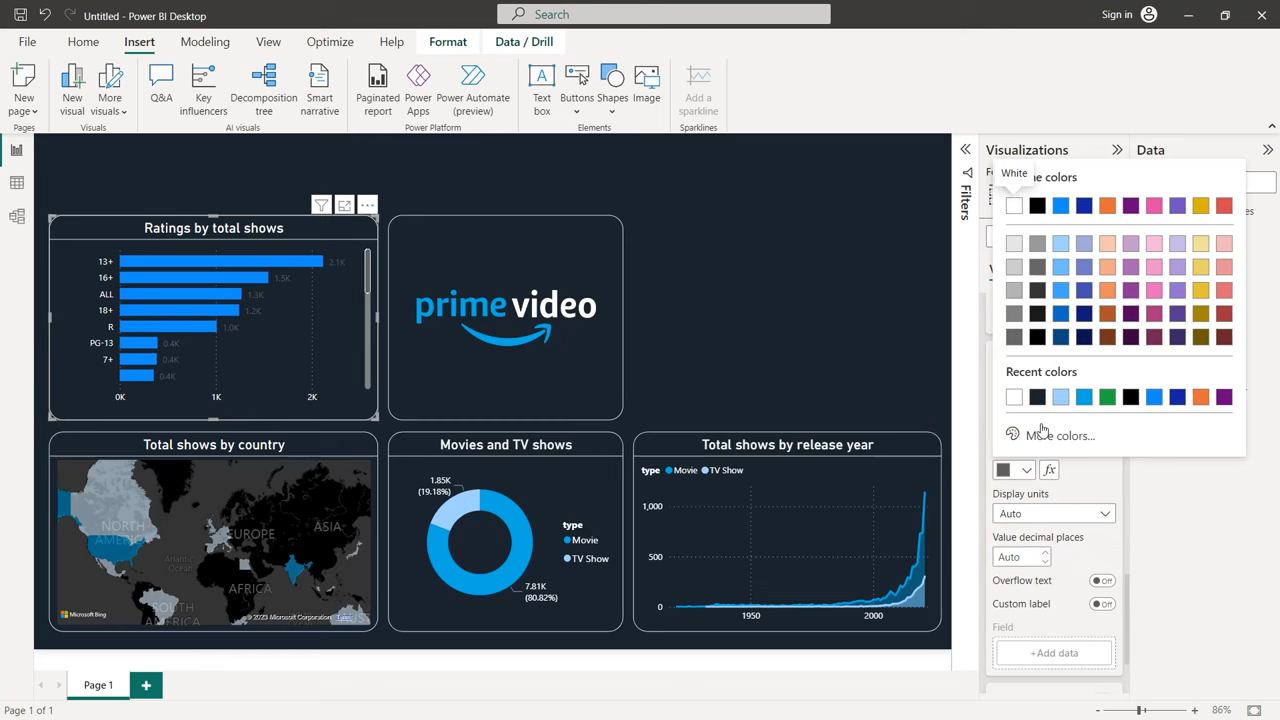 Untitled - Power BI Desktop
Search
Sign in
File
Home
Insert
Modeling
View
Optimize
Help
Format
Data / Drill
New page
New visual
More visuals
Q&A
Key influencers
Decomposition tree
Smart narrative
Paginated report
Power Apps
Power Automate (preview)
Text box
Buttons
Shapes
Image
Add a sparkline
Pages
Visuals
AI visuals
Power Platform
Elements
Sparklines
Ratings by total shows
13+
2.1K
16+
1.5K
ALL
1.3K
18+
1.2K
R
1.0K
PG-13
0.4K
7+
0.4K
0.4K
0K
1K
2K
prime video
Total shows by country
NORTH AMERICA
EUROPE
ASIA
Atlantic Ocean
AFRICA
SOUTH AMERICA
Microsoft Bing
© 2023 Microsoft Corporation
Terms
Movies and TV shows
1.85K
(19.18%)
7.81K
(80.82%)
type
Movie
TV Show
Total shows by release year
type
Movie
TV Show
1,000
500
0
1950
2000
Filters
Visualizations
Data
White
colors
Recent colors
More colors...
fx
Display units
Auto
Value decimal places
Auto
Overflow text
Off
Custom label
Off
Field
+Add data
Page 1
Page 1 of 1
86%